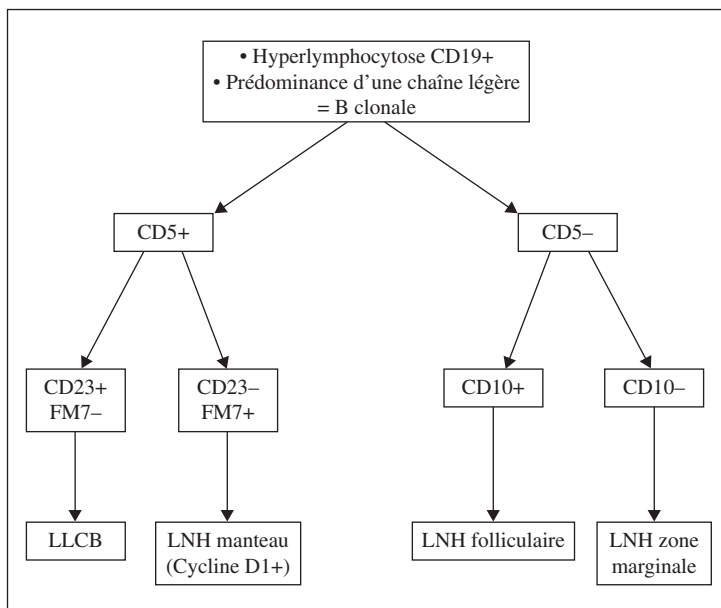 • Hyperlymphocytose CD19+
• Prédominance d’une chaîne légère
= B clonale
CD5+
CD5–
CD23+
FM7–
CD23–
FM7+
CD10+
CD10–
LLCB
LNH manteau
(Cycline D1+)
LNH folliculaire
LNH zone
marginale